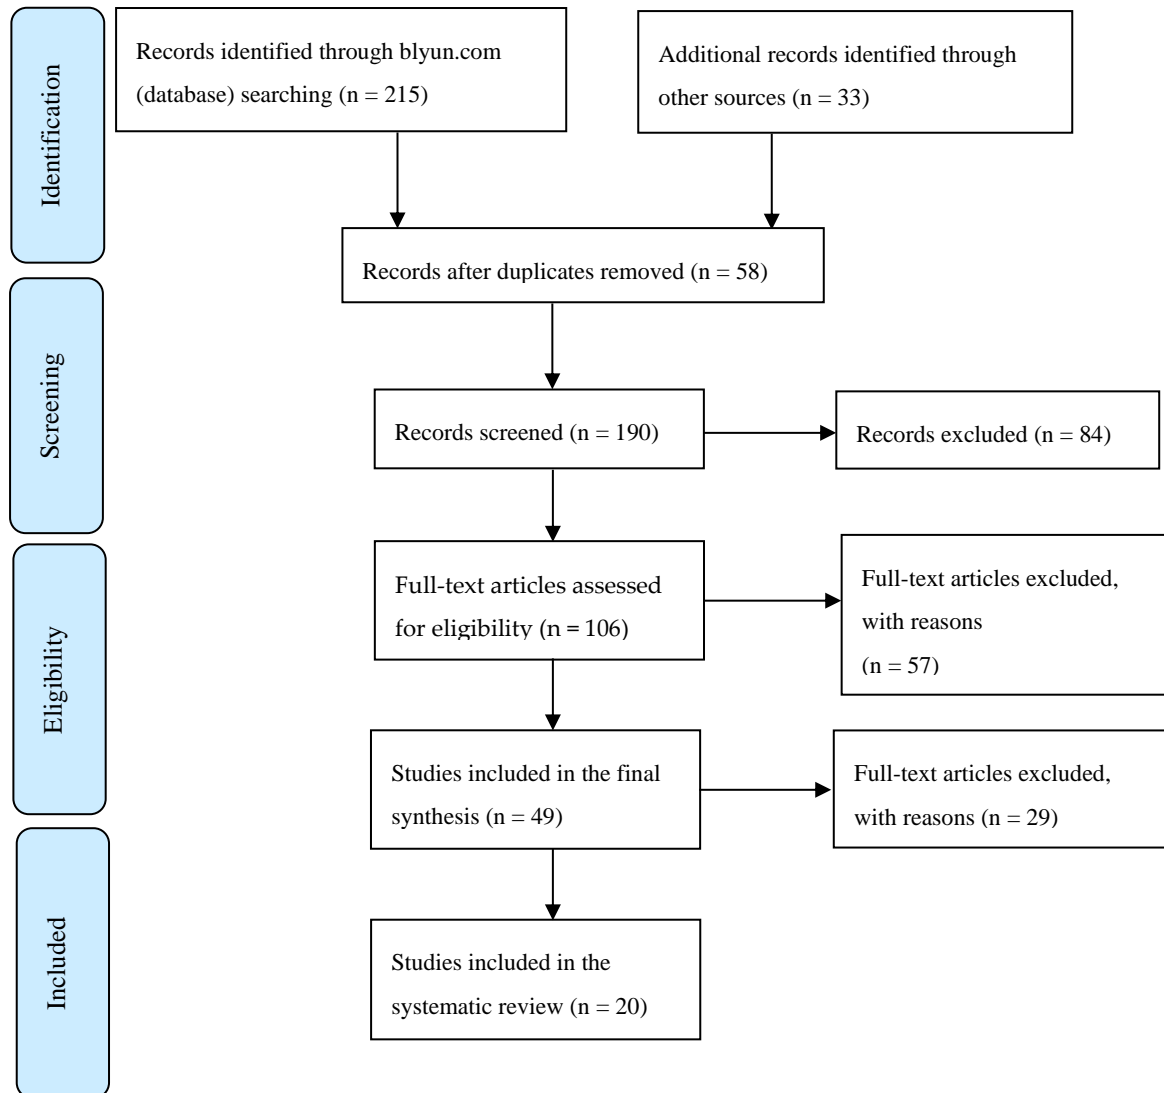 Identification
Records identified through blyun.com
(database) searching (n = 215)
Additional records identified through
other sources (n = 33)
Records after duplicates removed (n = 58)
Screening
Records screened (n = 190)
Records excluded (n = 84)
Eligibility
Full-text articles assessed
for eligibility (n = 106)
Full-text articles excluded,
with reasons
(n = 57)
Studies included in the final
synthesis (n = 49)
Full-text articles excluded,
with reasons (n = 29)
Included
Studies included in the
systematic review (n = 20)